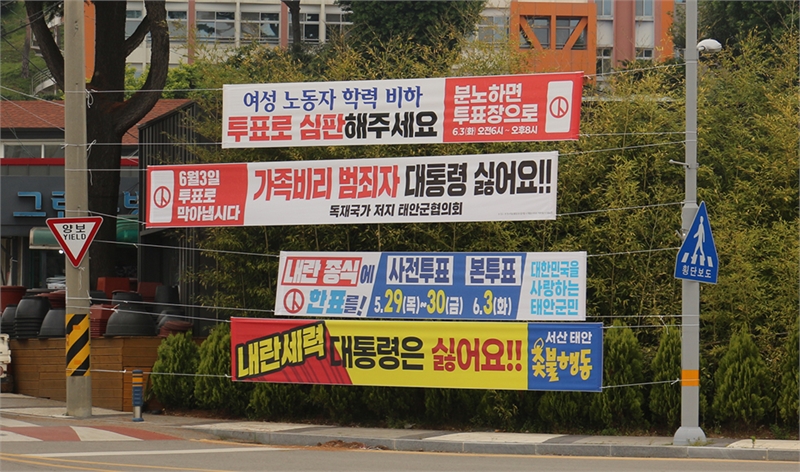 여성 노동자 학력 비하
투표로 심판해주세요
분노하면
투표장으로
6.3(화) 오전6시 - 오후8시
6월3일
투표로
막아냅시다
가족비리 범죄자 대통령 싫어요!!
독재국가 저지 태안군협의회
내란 종식에
한표를!
사전투표 본투표
5.29(목)~30(금) 6.3(화)
대한민국을
사랑하는
태안군민
내란세력 대통령은 싫어요!!
서산 태안
촛불행동
양보
YIELD
횡단보도